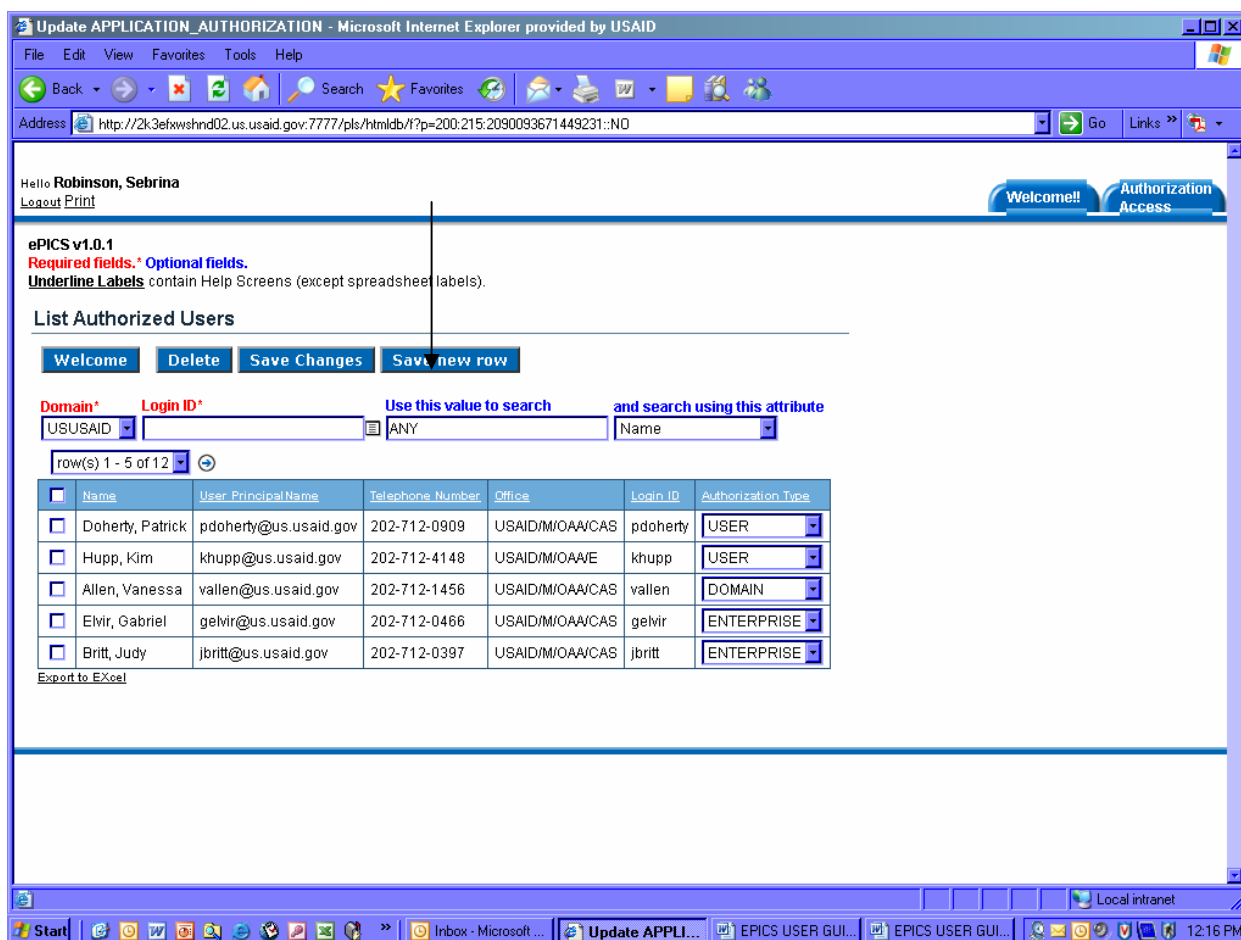 Update APPLICATION_AUTHORIZATION - Microsoft Internet Explorer provided by USAID
File Edit View Favorites Tools Help
Back Search Favorites
Address http://2k3efxwshnd02.us.usaid.gov:7777/pls/htmldb/f?p=200:215:2090093671449231::NO Go Links »
Hello Robinson, Sebrina
Logout Print
Welcome!! Authorization Access
ePICS v1.0.1
Required fields.* Optional fields.
Underline Labels contain Help Screens (except spreadsheet labels).
List Authorized Users
Welcome Delete Save Changes Save new row
Domain* Login ID* Use this value to search and search using this attribute
USUSAID ANY Name
row(s) 1 - 5 of 12
Name User Principal Name Telephone Number Office Login ID Authorization Type
Doherty, Patrick pdoherty@us.usaid.gov 202-712-0909 USAID/M/OAA/CAS pdoherty USER
Hupp, Kim khupp@us.usaid.gov 202-712-4148 USAID/M/OAA/E khupp USER
Allen, Vanessa vallen@us.usaid.gov 202-712-1456 USAID/M/OAA/CAS vallen DOMAIN
Elvir, Gabriel gelvir@us.usaid.gov 202-712-0466 USAID/M/OAA/CAS gelvir ENTERPRISE
Britt, Judy jbritt@us.usaid.gov 202-712-0397 USAID/M/OAA/CAS jbritt ENTERPRISE
Export to EXcel
Local intranet
Start » Inbox - Microsoft ... Update APPLI... EPICS USER GUI... EPICS USER GUI... 12:16 PM